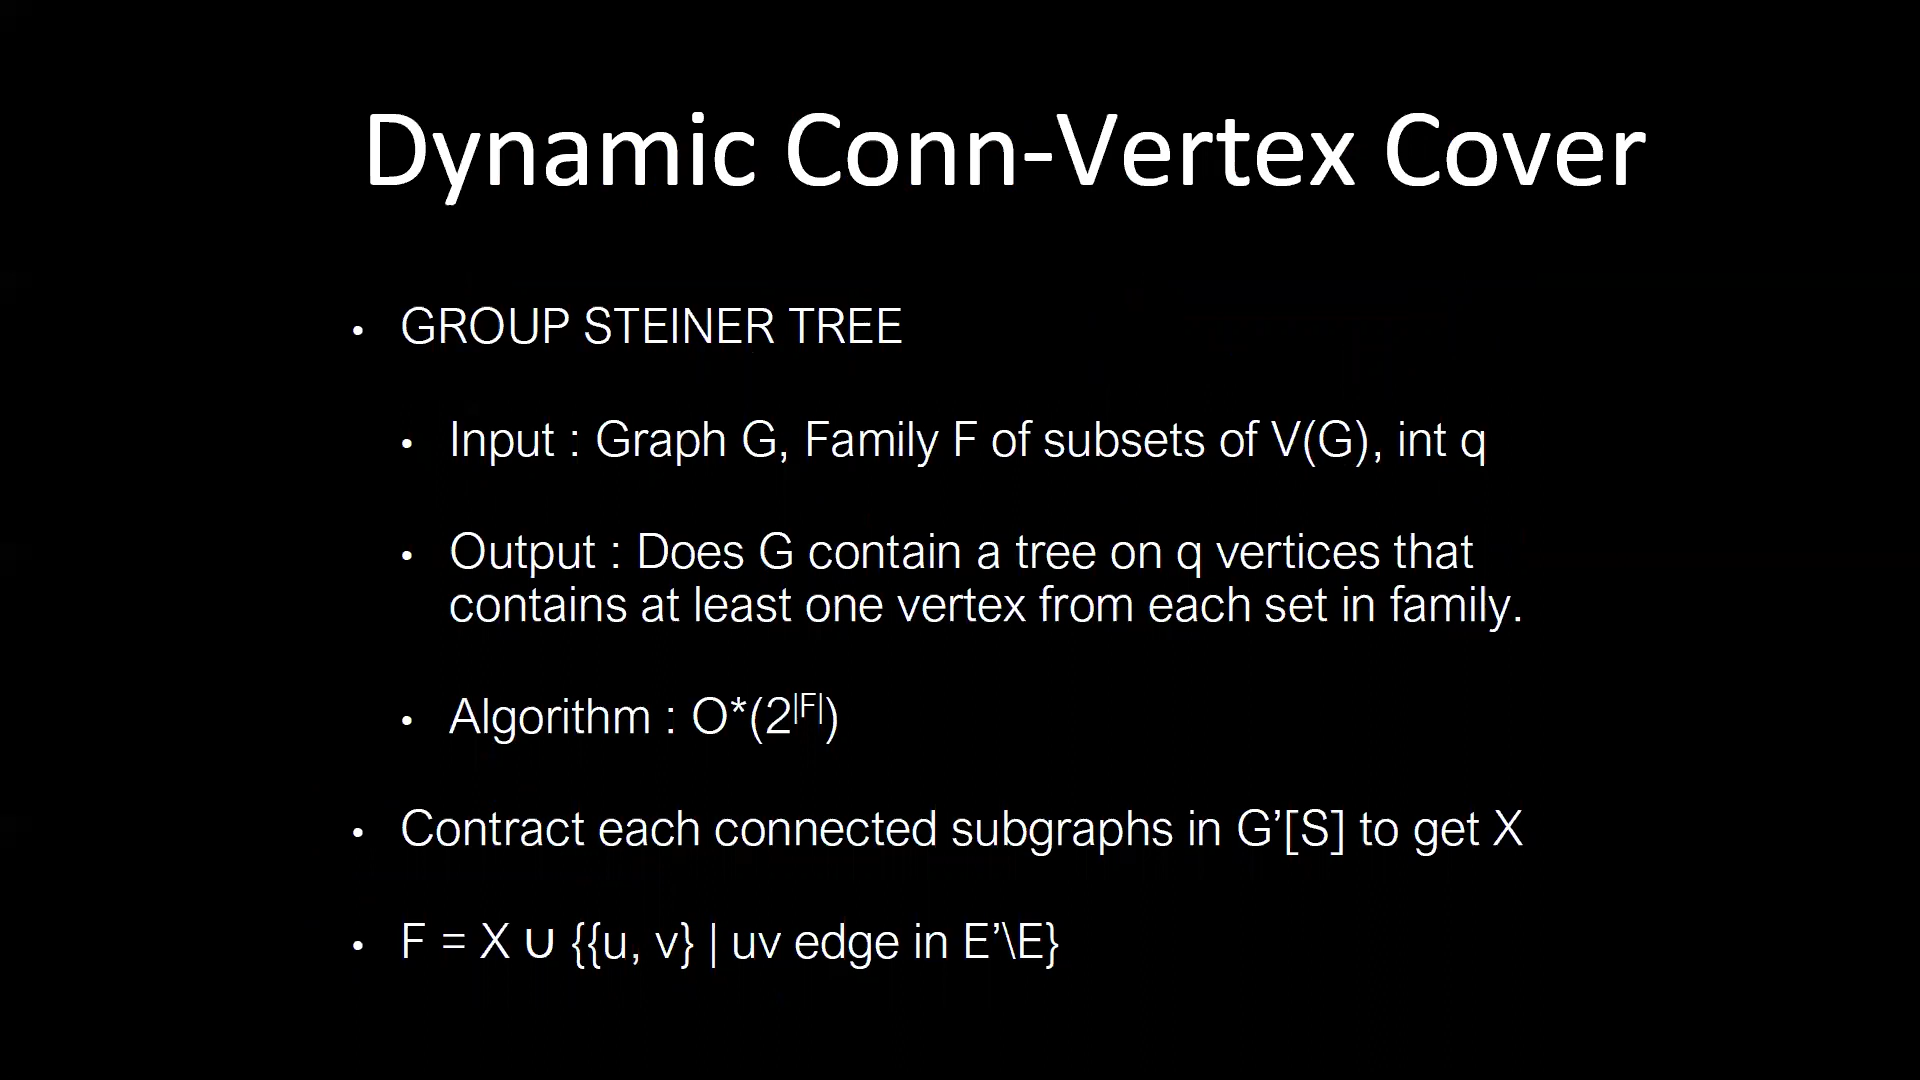 Dynamic Conn-Vertex Cover
• GROUP STEINER TREE
• Input : Graph G, Family F of subsets of V(G), int q
• Output : Does G contain a tree on q vertices that
contains at least one vertex from each set in family.
• Algorithm : O*(2^|F|)
• Contract each connected subgraphs in G’[S] to get X
• F = X ∪ {{u, v} | uv edge in E’\E}